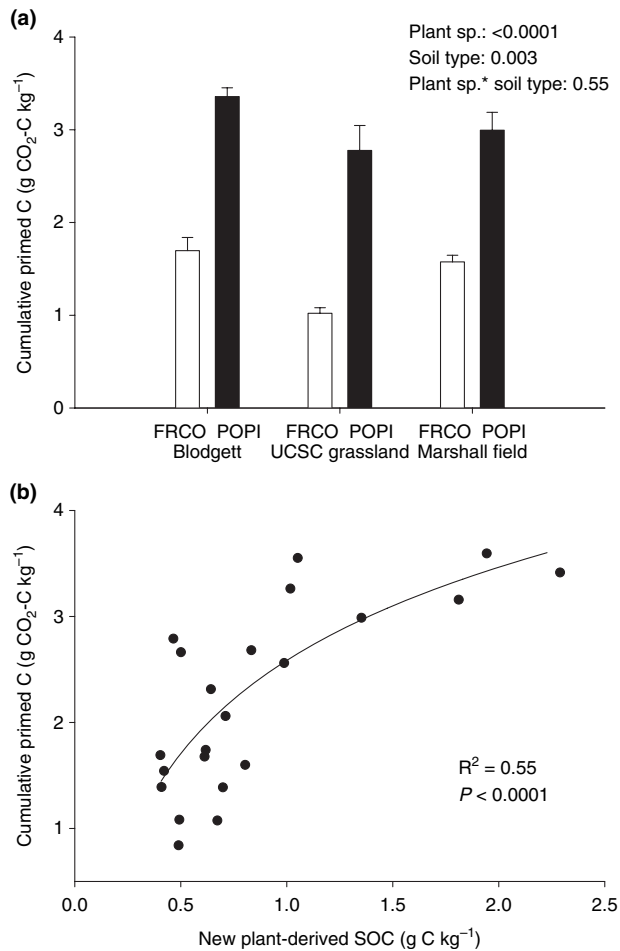 (a)
Plant sp.: <0.0001
Soil type: 0.003
Plant sp.* soil type: 0.55
Cumulative primed C (g CO₂-C kg⁻¹)
4
3
2
1
0
FRCO POPI FRCO POPI FRCO POPI
Blodgett UCSC grassland Marshall field
(b)
Cumulative primed C (g CO₂-C kg⁻¹)
4
3
2
1
R² = 0.55
P < 0.0001
0.0 0.5 1.0 1.5 2.0 2.5
New plant-derived SOC (g C kg⁻¹)